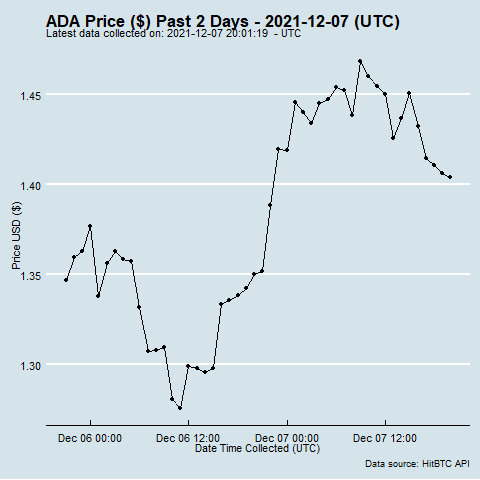 ADA Price ($) Past 2 Days - 2021-12-07 (UTC)
Latest data collected on: 2021-12-07 20:01:19 - UTC
1.45
1.40
Price USD ($)
1.35
1.30
Dec 06 00:00 Dec 06 12:00 Dec 07 00:00 Dec 07 12:00
Date Time Collected (UTC)
Data source: HitBTC API